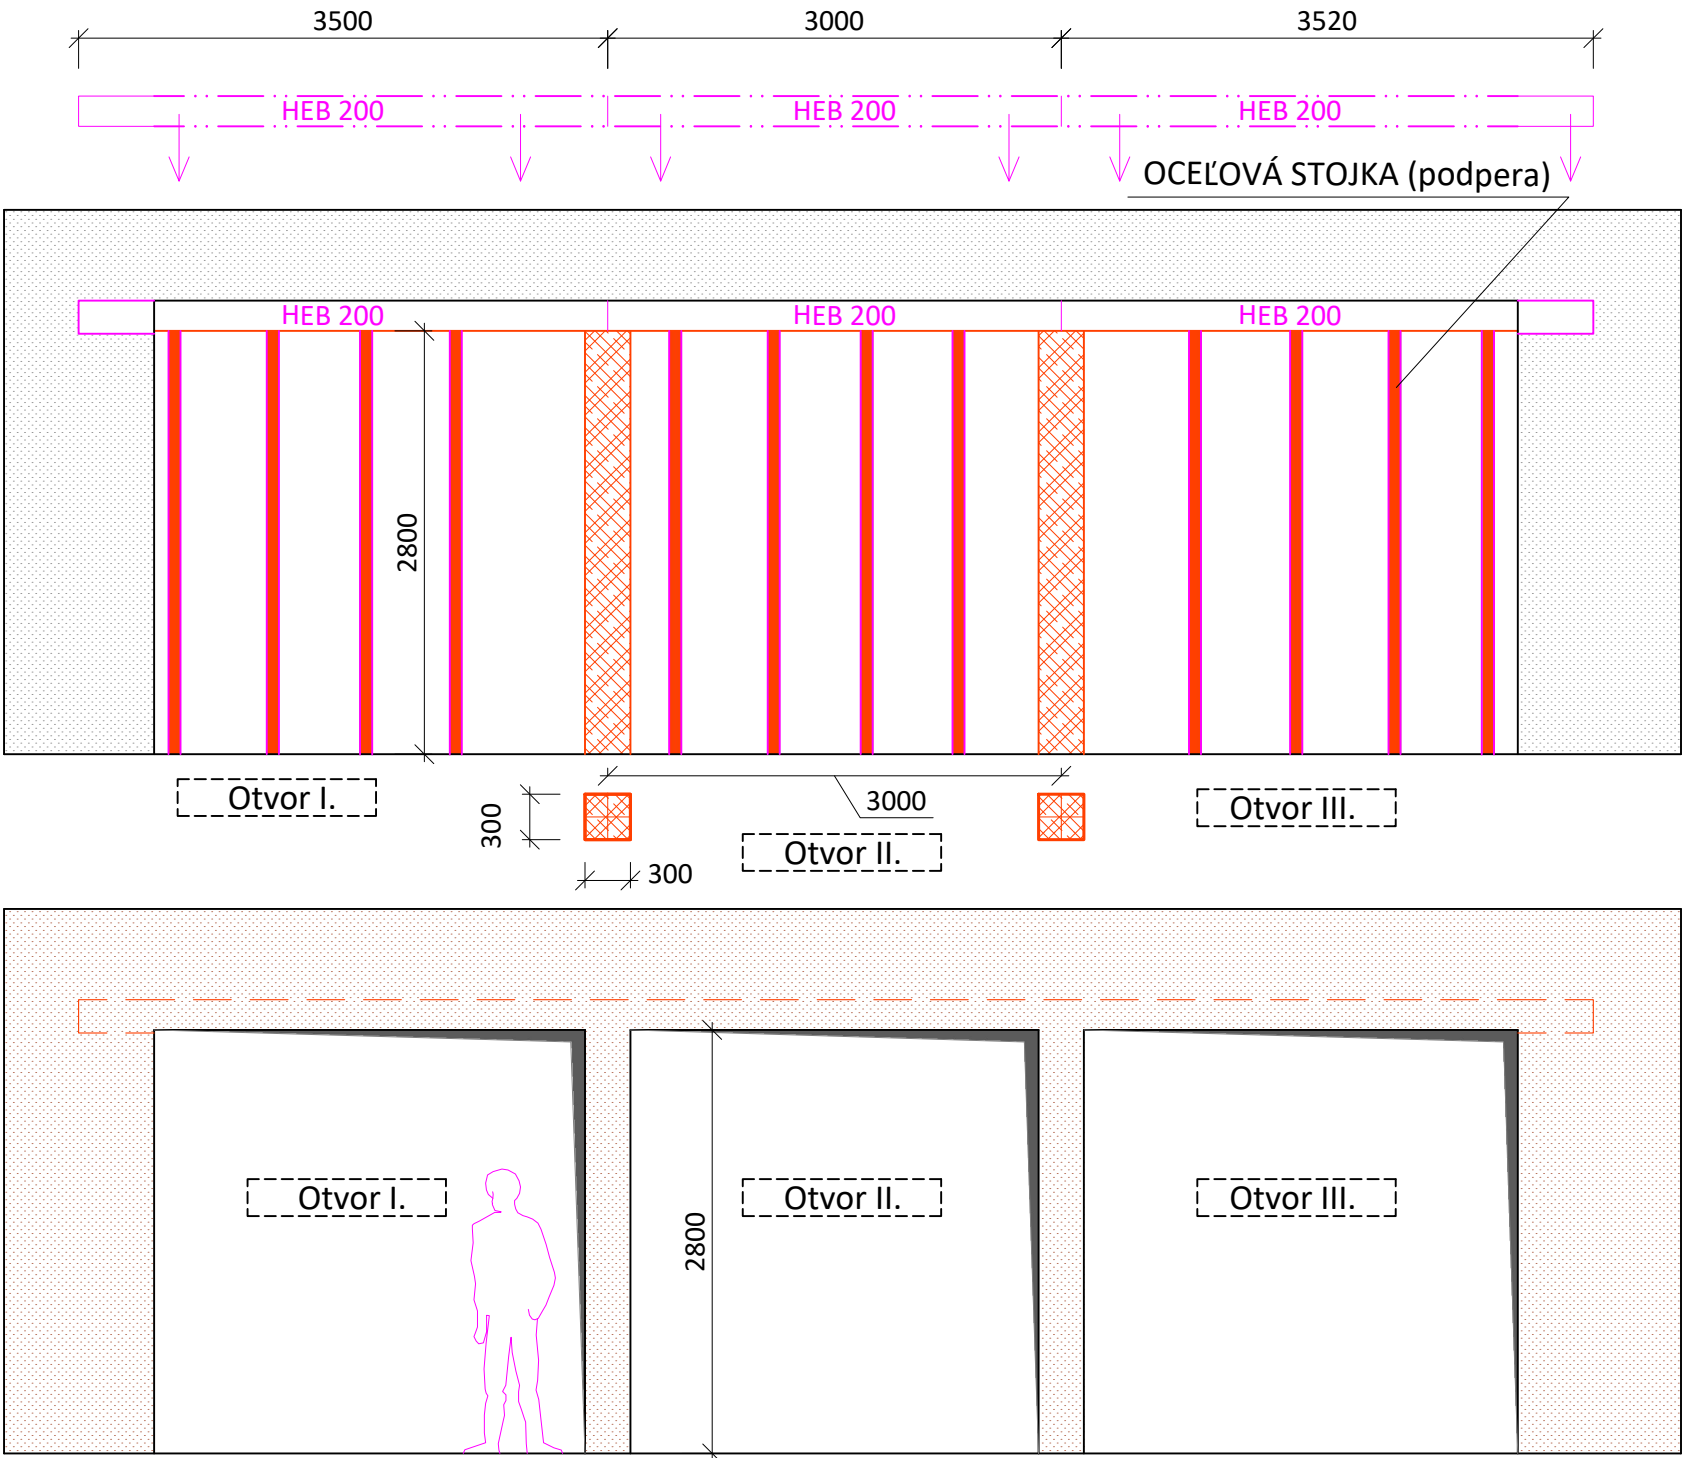 3500 3000 3520
HEB 200 HEB 200 HEB 200
OCEĽOVÁ STOJKA (podpera)
HEB 200 HEB 200 HEB 200
2800
Otvor I.
3000
Otvor III.
300
Otvor II.
300
Otvor I. Otvor II. Otvor III.
2800